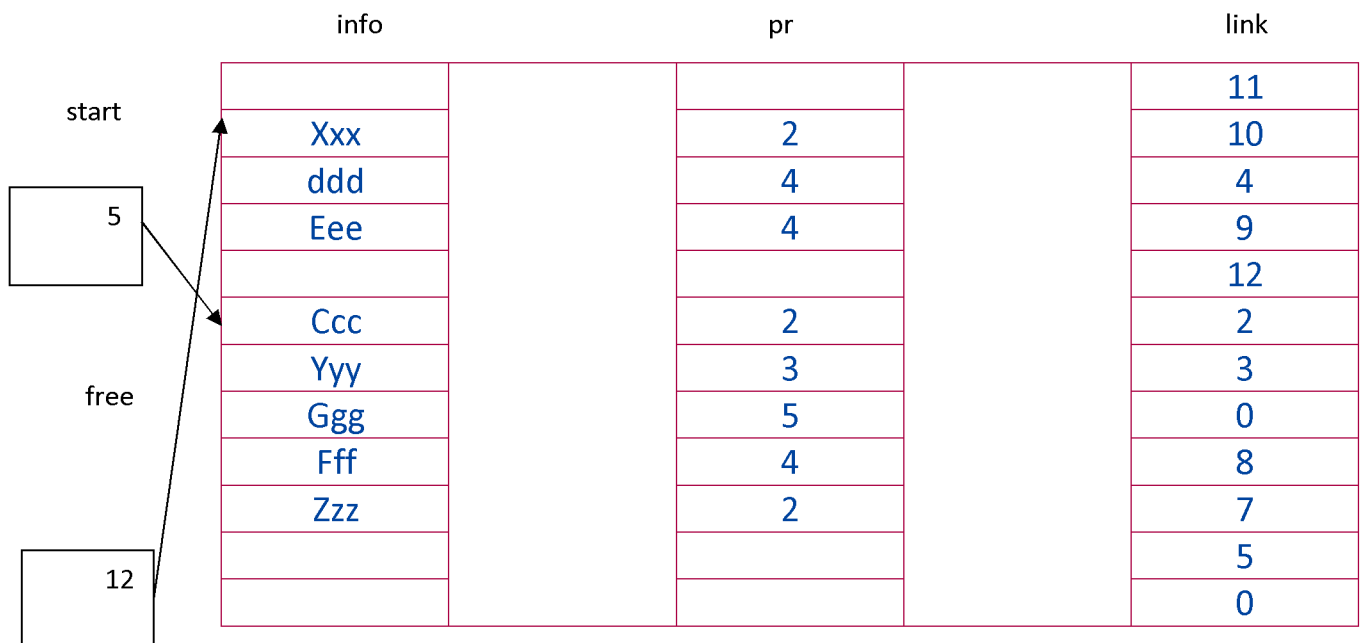 info pr link
11
start
Xxx 2 10
ddd 4 4
5
Eee 4 9
12
Ccc 2 2
Yyy 3 3
free
Ggg 5 0
Fff 4 8
Zzz 2 7
5
12
0